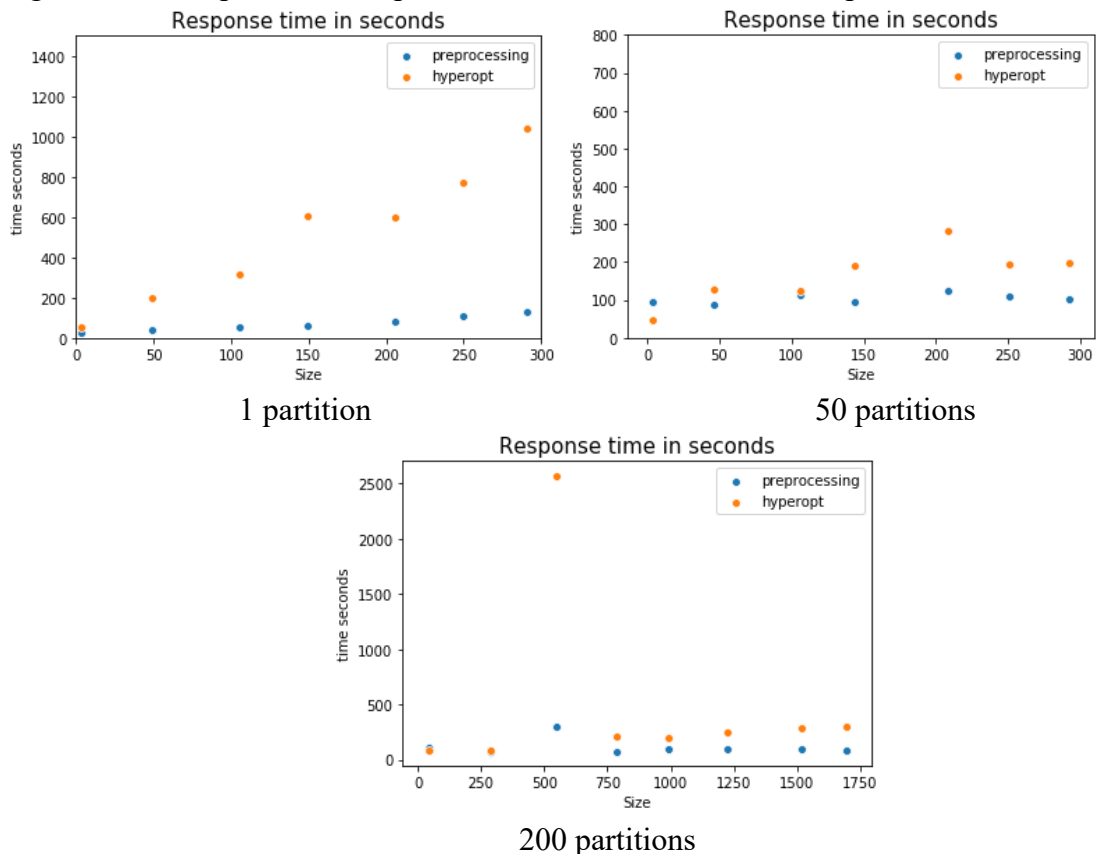 Response time in seconds
1400
1200
1000
800
600
400
200
0
time seconds
preprocessing
hyperopt
0 50 100 150 200 250 300
Size
1 partition
Response time in seconds
800
700
600
500
400
300
200
100
0
time seconds
preprocessing
hyperopt
0 50 100 150 200 250 300
Size
50 partitions
Response time in seconds
2500
2000
1500
1000
500
0
time seconds
preprocessing
hyperopt
0 250 500 750 1000 1250 1500 1750
Size
200 partitions